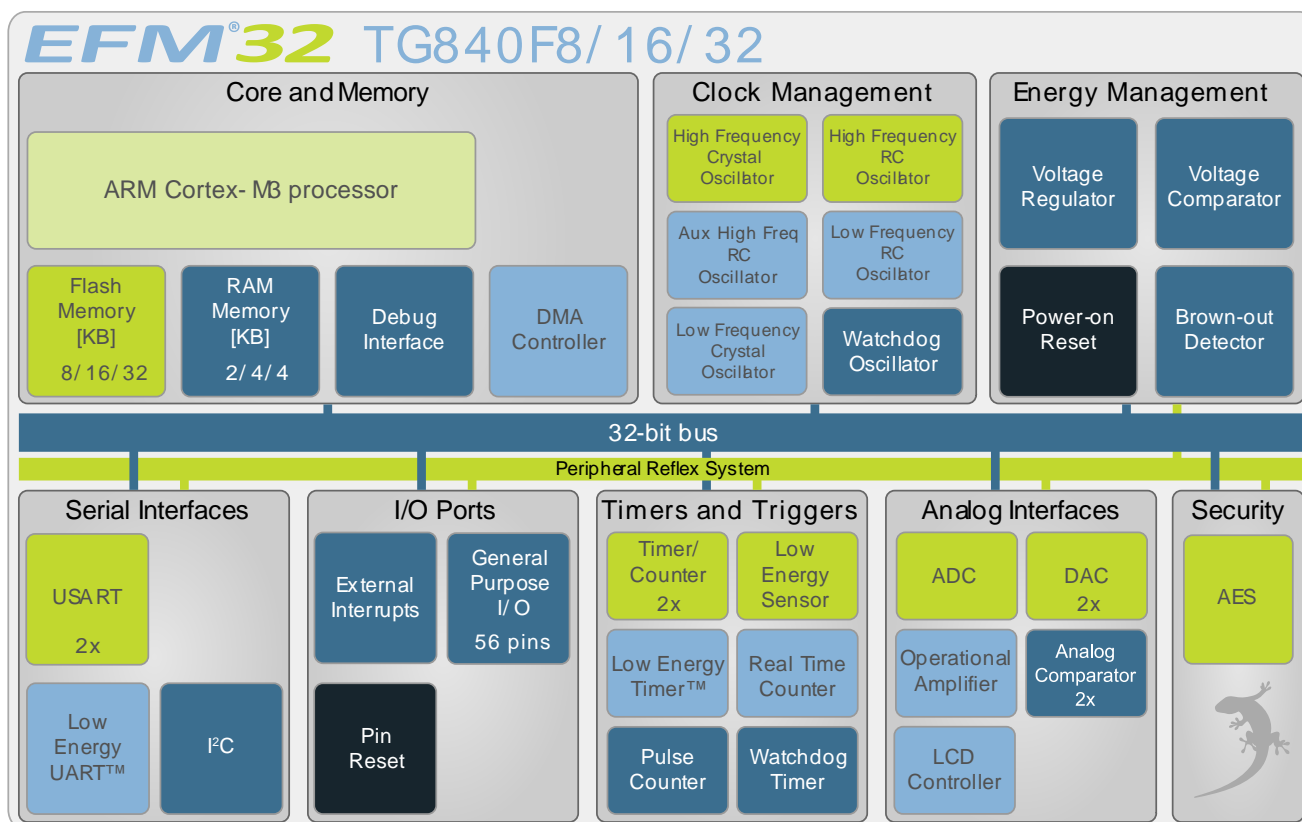 EFM®32 TG840F8/16/32
Core and Memory
ARM Cortex-M3 processor
Flash
Memory
[KB]
8/16/32
RAM
Memory
[KB]
2/4/4
Debug
Interface
DMA
Controller
Clock Management
High Frequency
Crystal
Oscillator
High Frequency
RC
Oscillator
Aux High Freq
RC
Oscillator
Low Frequency
RC
Oscillator
Low Frequency
Crystal
Oscillator
Watchdog
Oscillator
Energy Management
Voltage
Regulator
Voltage
Comparator
Power-on
Reset
Brown-out
Detector
32-bit bus
Peripheral Reflex System
Serial Interfaces
USART
2x
Low
Energy
UART™
I²C
I/O Ports
External
Interrupts
General
Purpose
I/O
56 pins
Pin
Reset
Timers and Triggers
Timer/
Counter
2x
Low
Energy
Sensor
Low Energy
Timer™
Real Time
Counter
Pulse
Counter
Watchdog
Timer
Analog Interfaces
ADC
DAC
2x
Operational
Amplifier
Analog
Comparator
2x
LCD
Controller
Security
AES